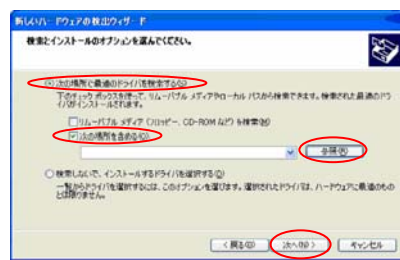 新しいハードウェアの検出ウィザード
検索とインストールのオプションを選んでください。
次の場所で最適のドライバを検索する(S)
下のチェック ボックスを使って、リムーバブル メディアやローカル パスから検索できます。検索された最適のドラ
イバがインストールされます。
リムーバブル メディア (フロッピー、CD-ROM など) を検索(M)
次の場所を含める(O)
参照(R)
検索しないで、インストールするドライバを選択する(D)
一覧からドライバを選択するには、このオプションを選びます。選択されたドライバは、ハードウェアに最適のもの
とは限りません。
< 戻る(B)
次へ(N) >
キャンセル